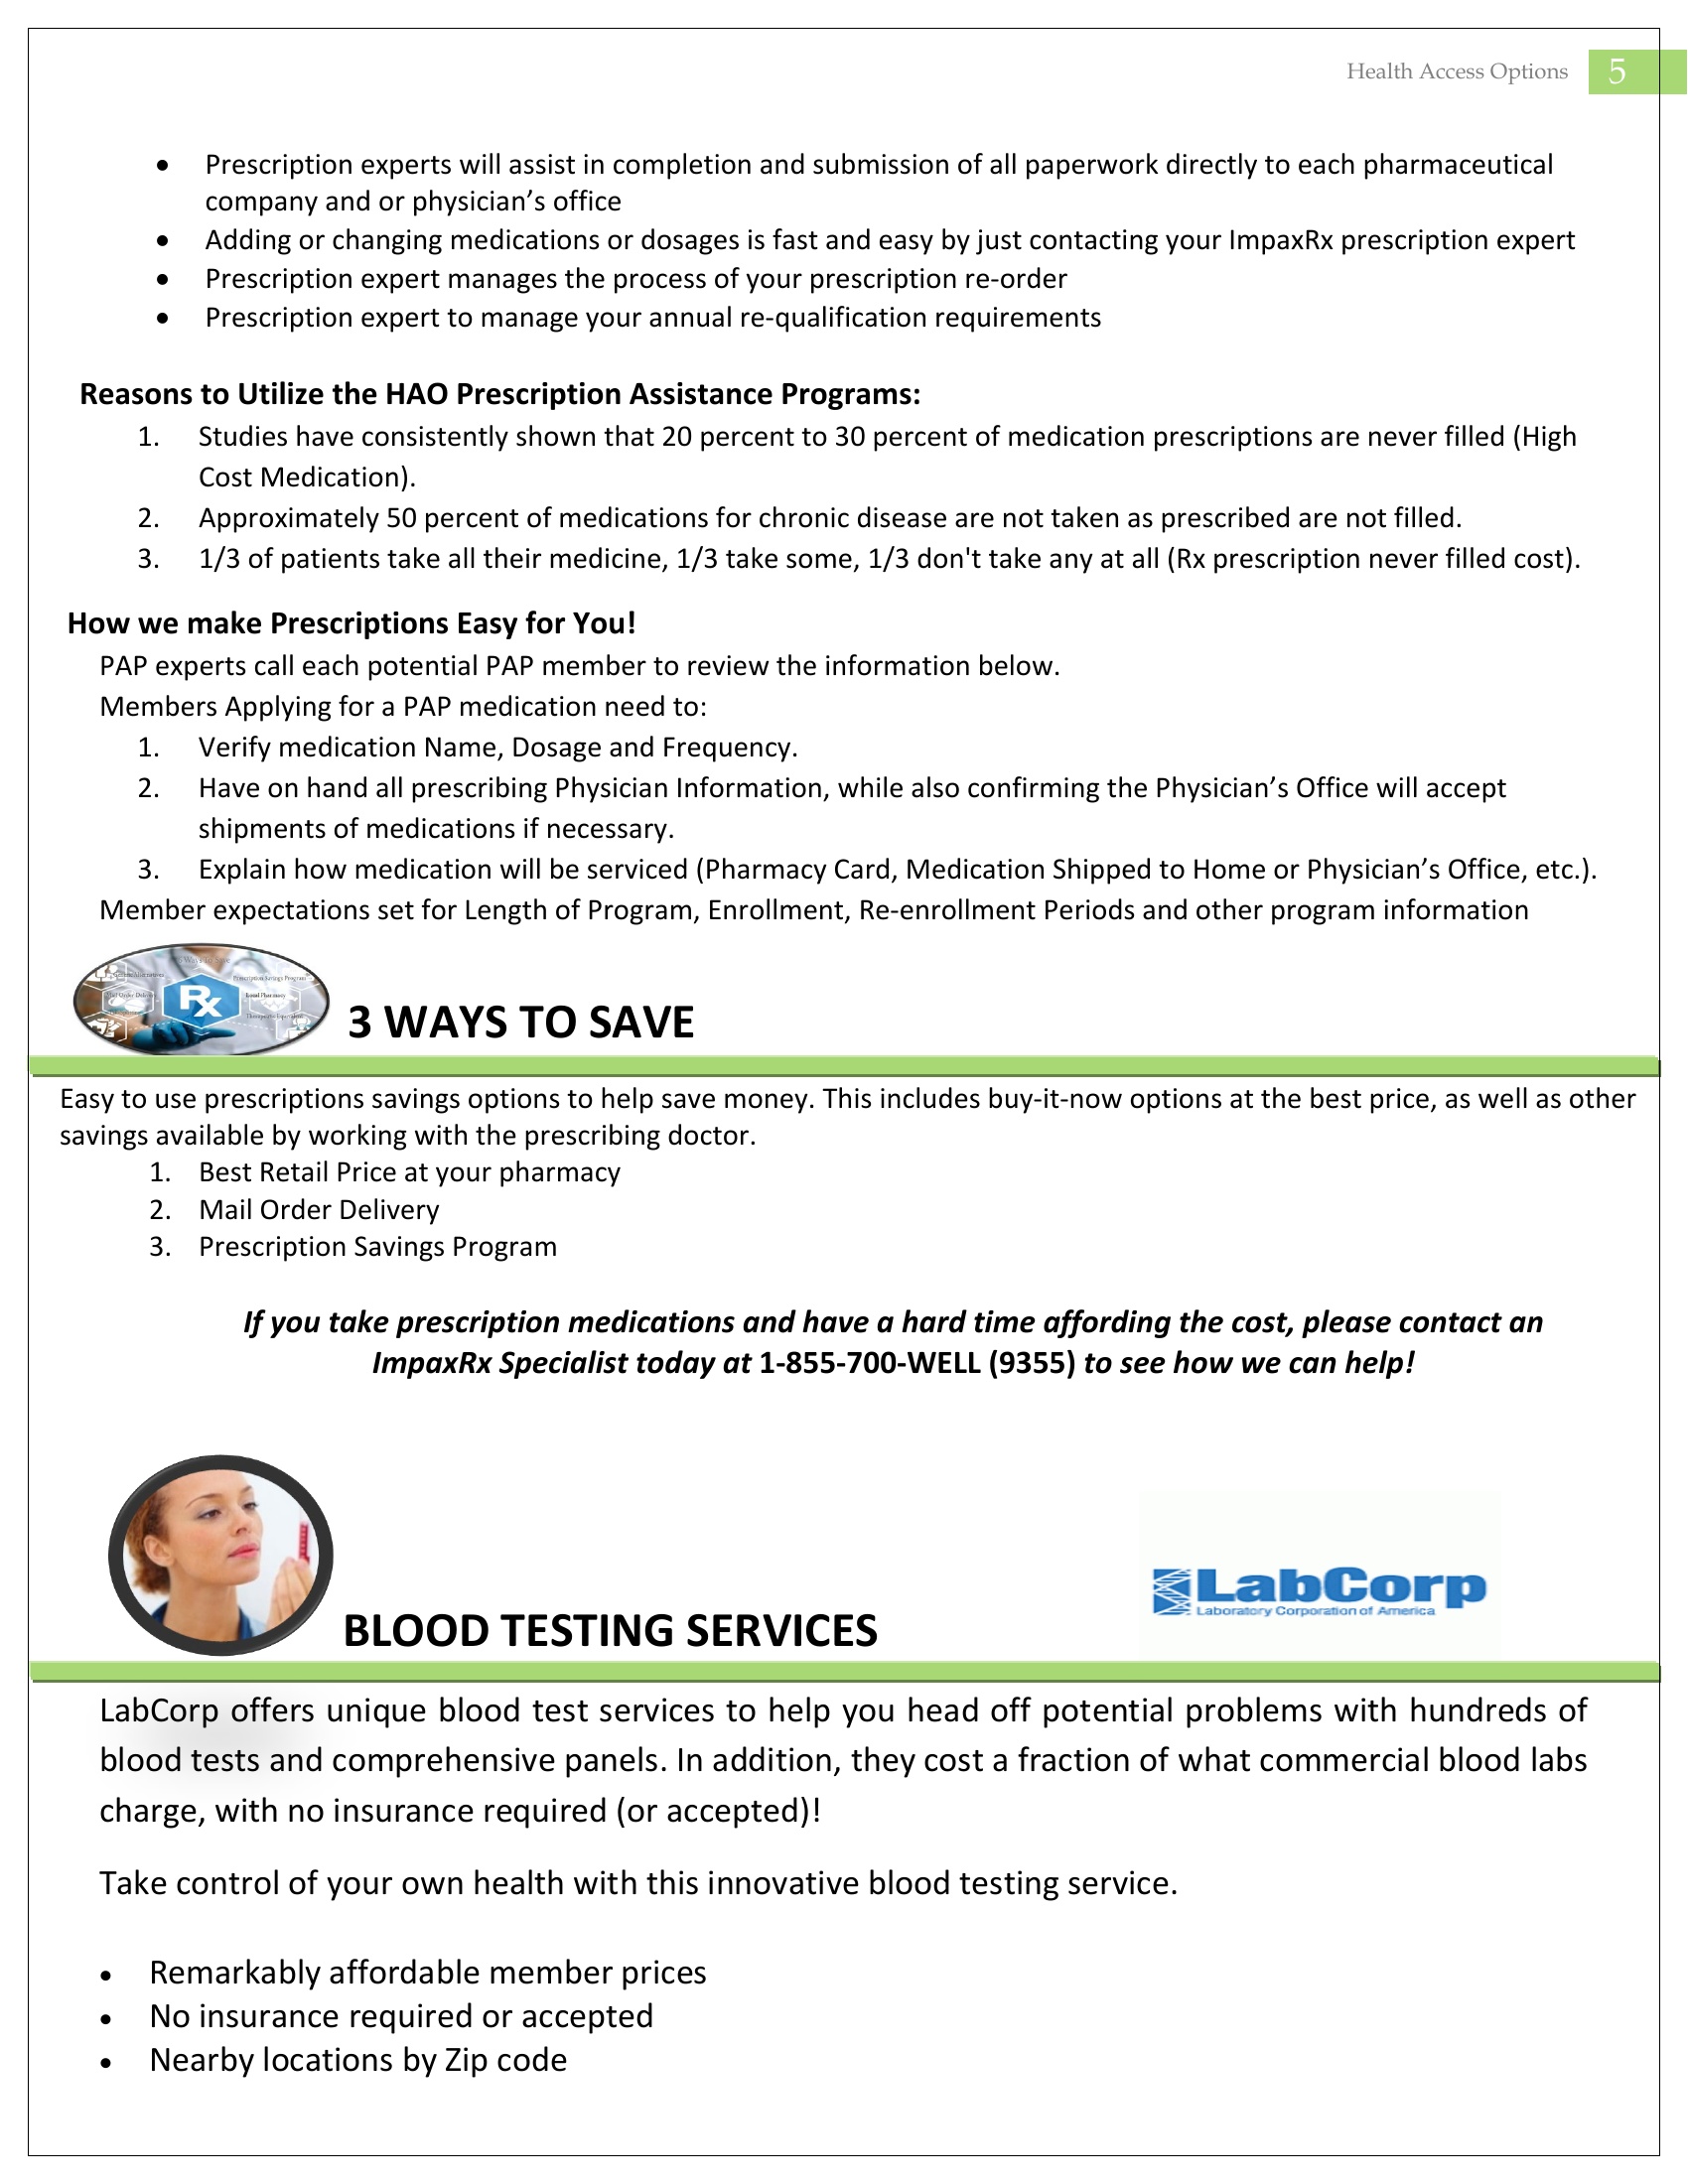 Health Access Options 5
• Prescription experts will assist in completion and submission of all paperwork directly to each pharmaceutical
company and or physician’s office
• Adding or changing medications or dosages is fast and easy by just contacting your ImpaxRx prescription expert
• Prescription expert manages the process of your prescription re-order
• Prescription expert to manage your annual re-qualification requirements
Reasons to Utilize the HAO Prescription Assistance Programs:
1. Studies have consistently shown that 20 percent to 30 percent of medication prescriptions are never filled (High
Cost Medication).
2. Approximately 50 percent of medications for chronic disease are not taken as prescribed are not filled.
3. 1/3 of patients take all their medicine, 1/3 take some, 1/3 don't take any at all (Rx prescription never filled cost).
How we make Prescriptions Easy for You!
PAP experts call each potential PAP member to review the information below.
Members Applying for a PAP medication need to:
1. Verify medication Name, Dosage and Frequency.
2. Have on hand all prescribing Physician Information, while also confirming the Physician’s Office will accept
shipments of medications if necessary.
3. Explain how medication will be serviced (Pharmacy Card, Medication Shipped to Home or Physician’s Office, etc.).
Member expectations set for Length of Program, Enrollment, Re-enrollment Periods and other program information
Prescription Savings Program
Local Pharmacy
Rx
3 WAYS TO SAVE
Easy to use prescriptions savings options to help save money. This includes buy-it-now options at the best price, as well as other
savings available by working with the prescribing doctor.
1. Best Retail Price at your pharmacy
2. Mail Order Delivery
3. Prescription Savings Program
If you take prescription medications and have a hard time affording the cost, please contact an
ImpaxRx Specialist today at 1-855-700-WELL (9355) to see how we can help!
LabCorp
Laboratory Corporation of America
BLOOD TESTING SERVICES
LabCorp offers unique blood test services to help you head off potential problems with hundreds of
blood tests and comprehensive panels. In addition, they cost a fraction of what commercial blood labs
charge, with no insurance required (or accepted)!
Take control of your own health with this innovative blood testing service.
• Remarkably affordable member prices
• No insurance required or accepted
• Nearby locations by Zip code